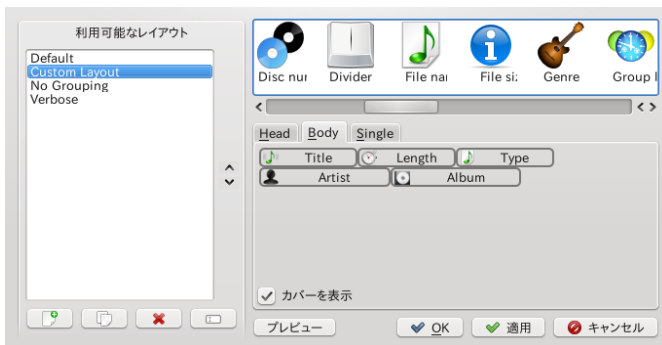 利用可能なレイアウト
Default
Custom Layout
No Grouping
Verbose
Disc nur
Divider
File nai
File si:
Genre
Group l
Head Body Single
Title Length Type
Artist Album
カバーを表示
プレビュー OK 適用 キャンセル